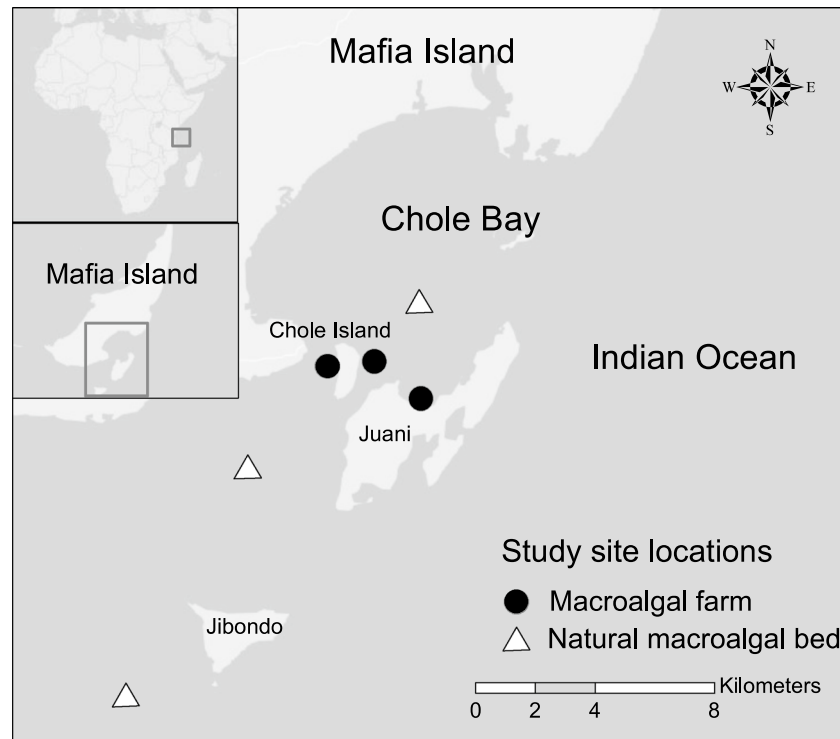 Mafia Island
N
W E
S
Chole Bay
Mafia Island
Chole Island
Indian Ocean
Juani
Study site locations
Macroalgal farm
Jibondo
Natural macroalgal bed
Kilometers
0 2 4 8